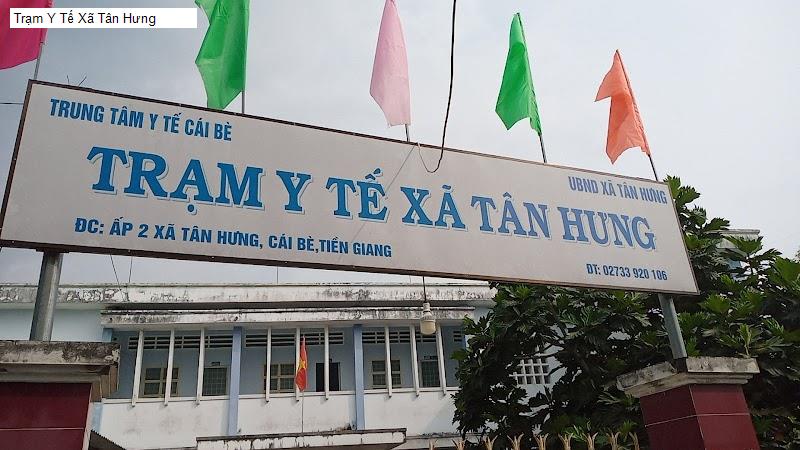 Trạm Y Tế Xã Tân Hưng
TRUNG TÂM Y TẾ CÁI BÈ
UBND XÃ TÂN HƯNG
TRẠM Y TẾ XÃ TÂN HƯNG
ĐC: ẤP 2 XÃ TÂN HƯNG, CÁI BÈ,TIỀN GIANG
ĐT: 02733 920 106